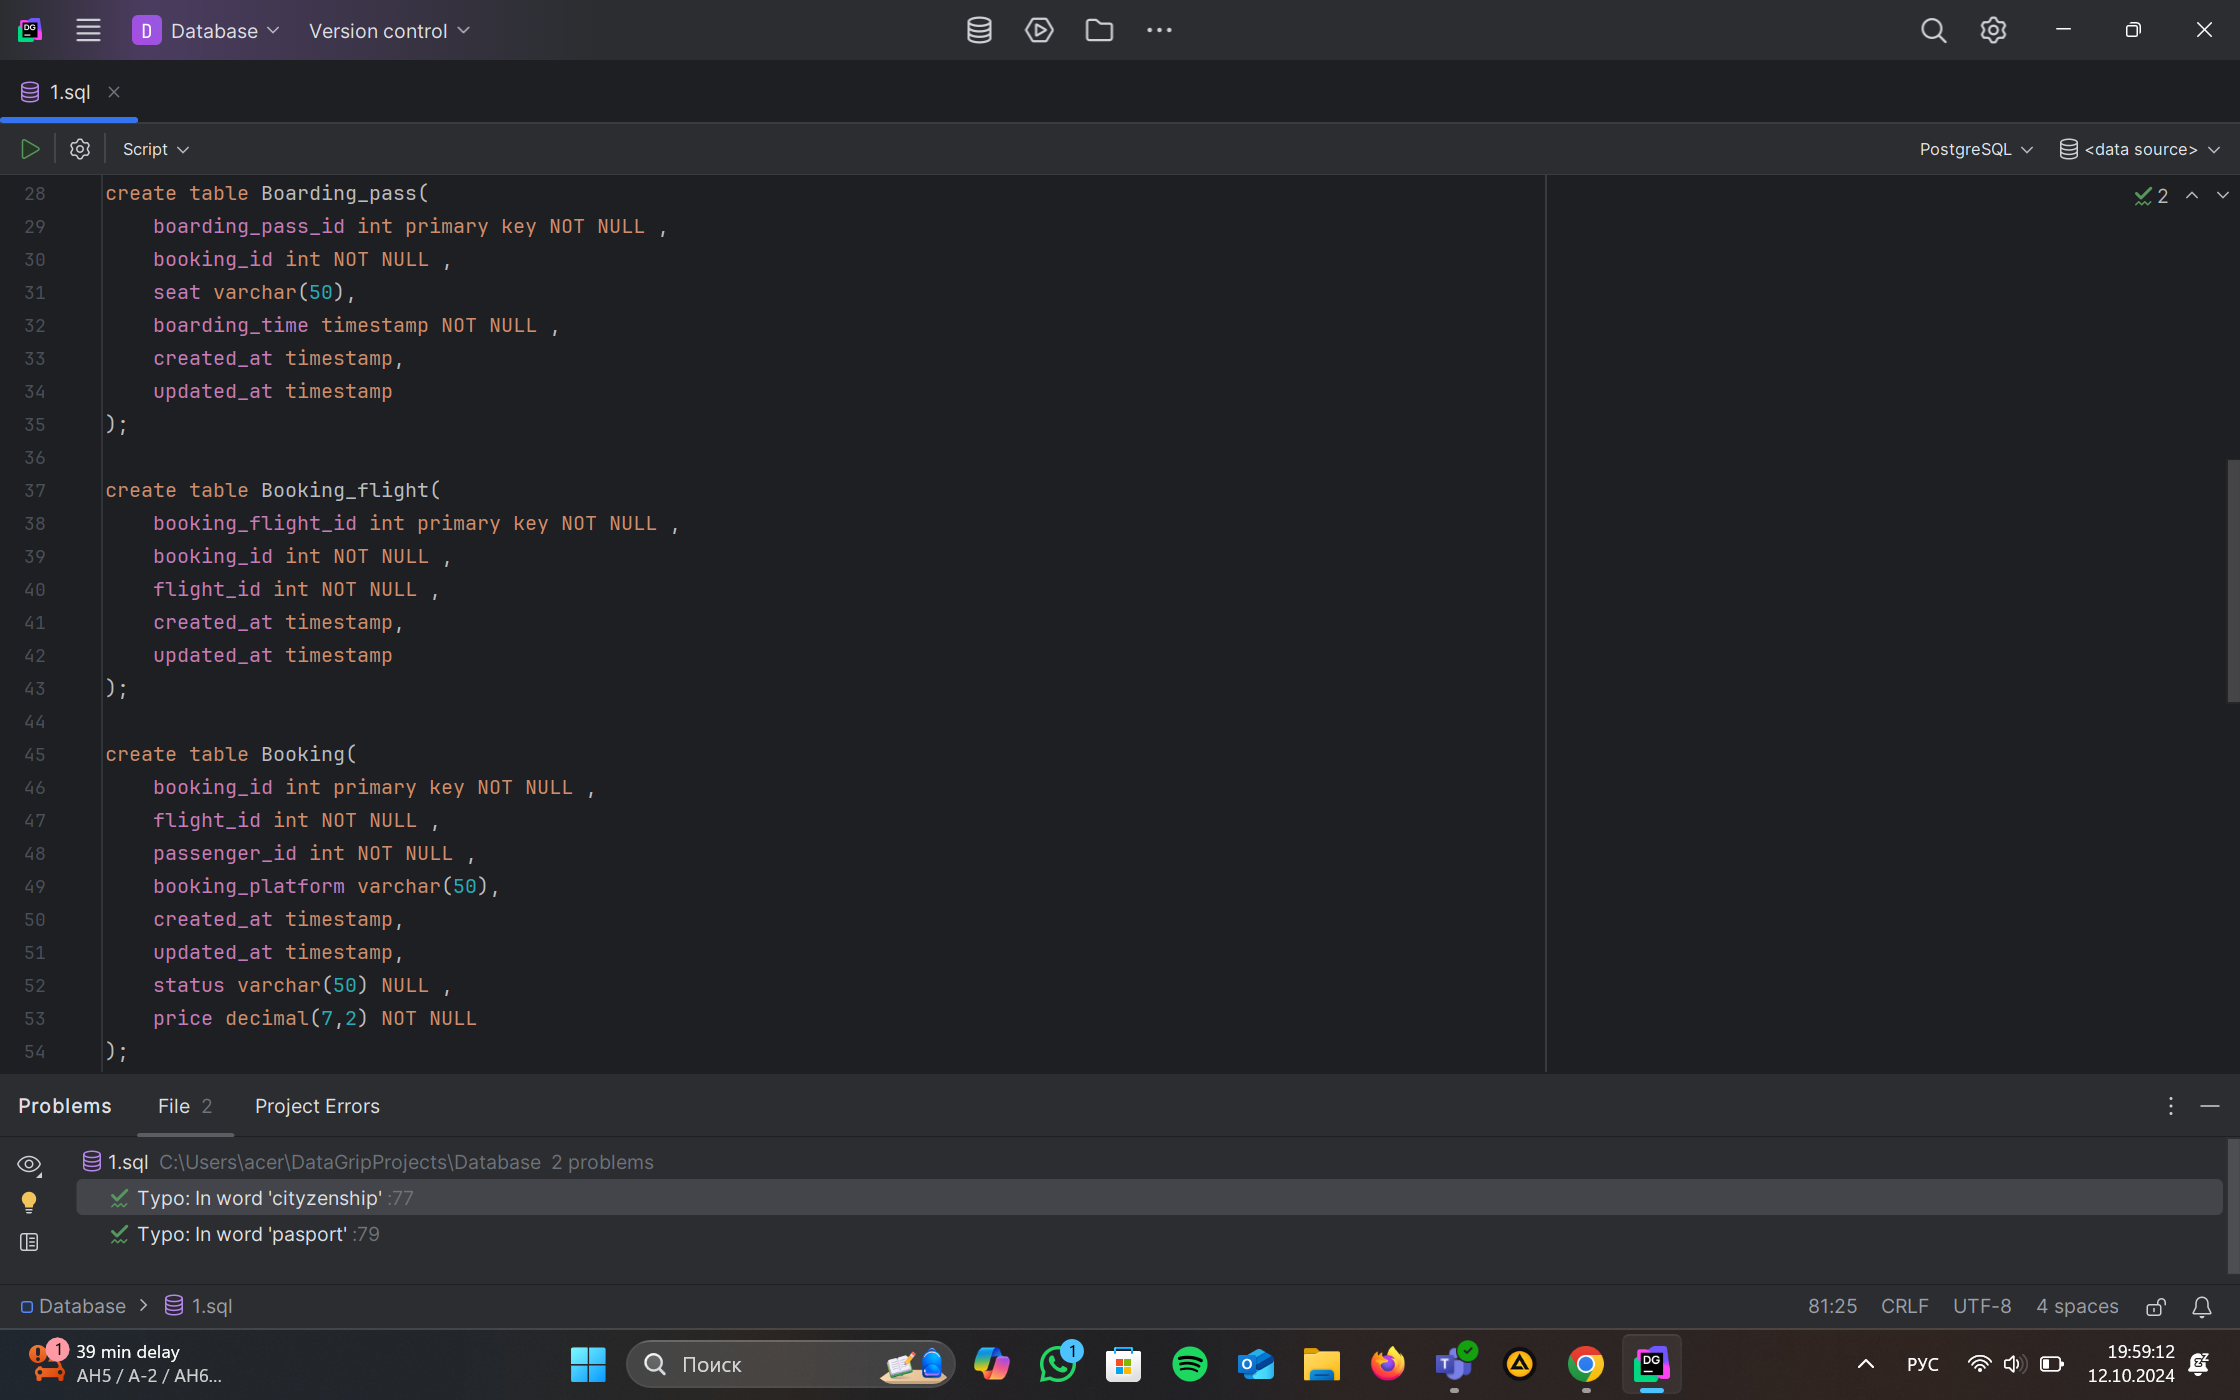 DG
D Database Version control
1.sql
Script PostgreSQL <data source>
2
28 create table Boarding_pass(
29 boarding_pass_id int primary key NOT NULL ,
30 booking_id int NOT NULL ,
31 seat varchar(50),
32 boarding_time timestamp NOT NULL ,
33 created_at timestamp,
34 updated_at timestamp
35 );
36
37 create table Booking_flight(
38 booking_flight_id int primary key NOT NULL ,
39 booking_id int NOT NULL ,
40 flight_id int NOT NULL ,
41 created_at timestamp,
42 updated_at timestamp
43 );
44
45 create table Booking(
46 booking_id int primary key NOT NULL ,
47 flight_id int NOT NULL ,
48 passenger_id int NOT NULL ,
49 booking_platform varchar(50),
50 created_at timestamp,
51 updated_at timestamp,
52 status varchar(50) NULL ,
53 price decimal(7,2) NOT NULL
54 );
Problems File 2 Project Errors
1.sql C:\Users\acer\DataGripProjects\Database 2 problems
Typo: In word 'cityzenship' :77
Typo: In word 'pasport' :79
Database 1.sql 81:25 CRLF UTF-8 4 spaces
1 39 min delay
AH5 / A-2 / AH6...
Поиск
1
DG
РУС
19:59:12
12.10.2024